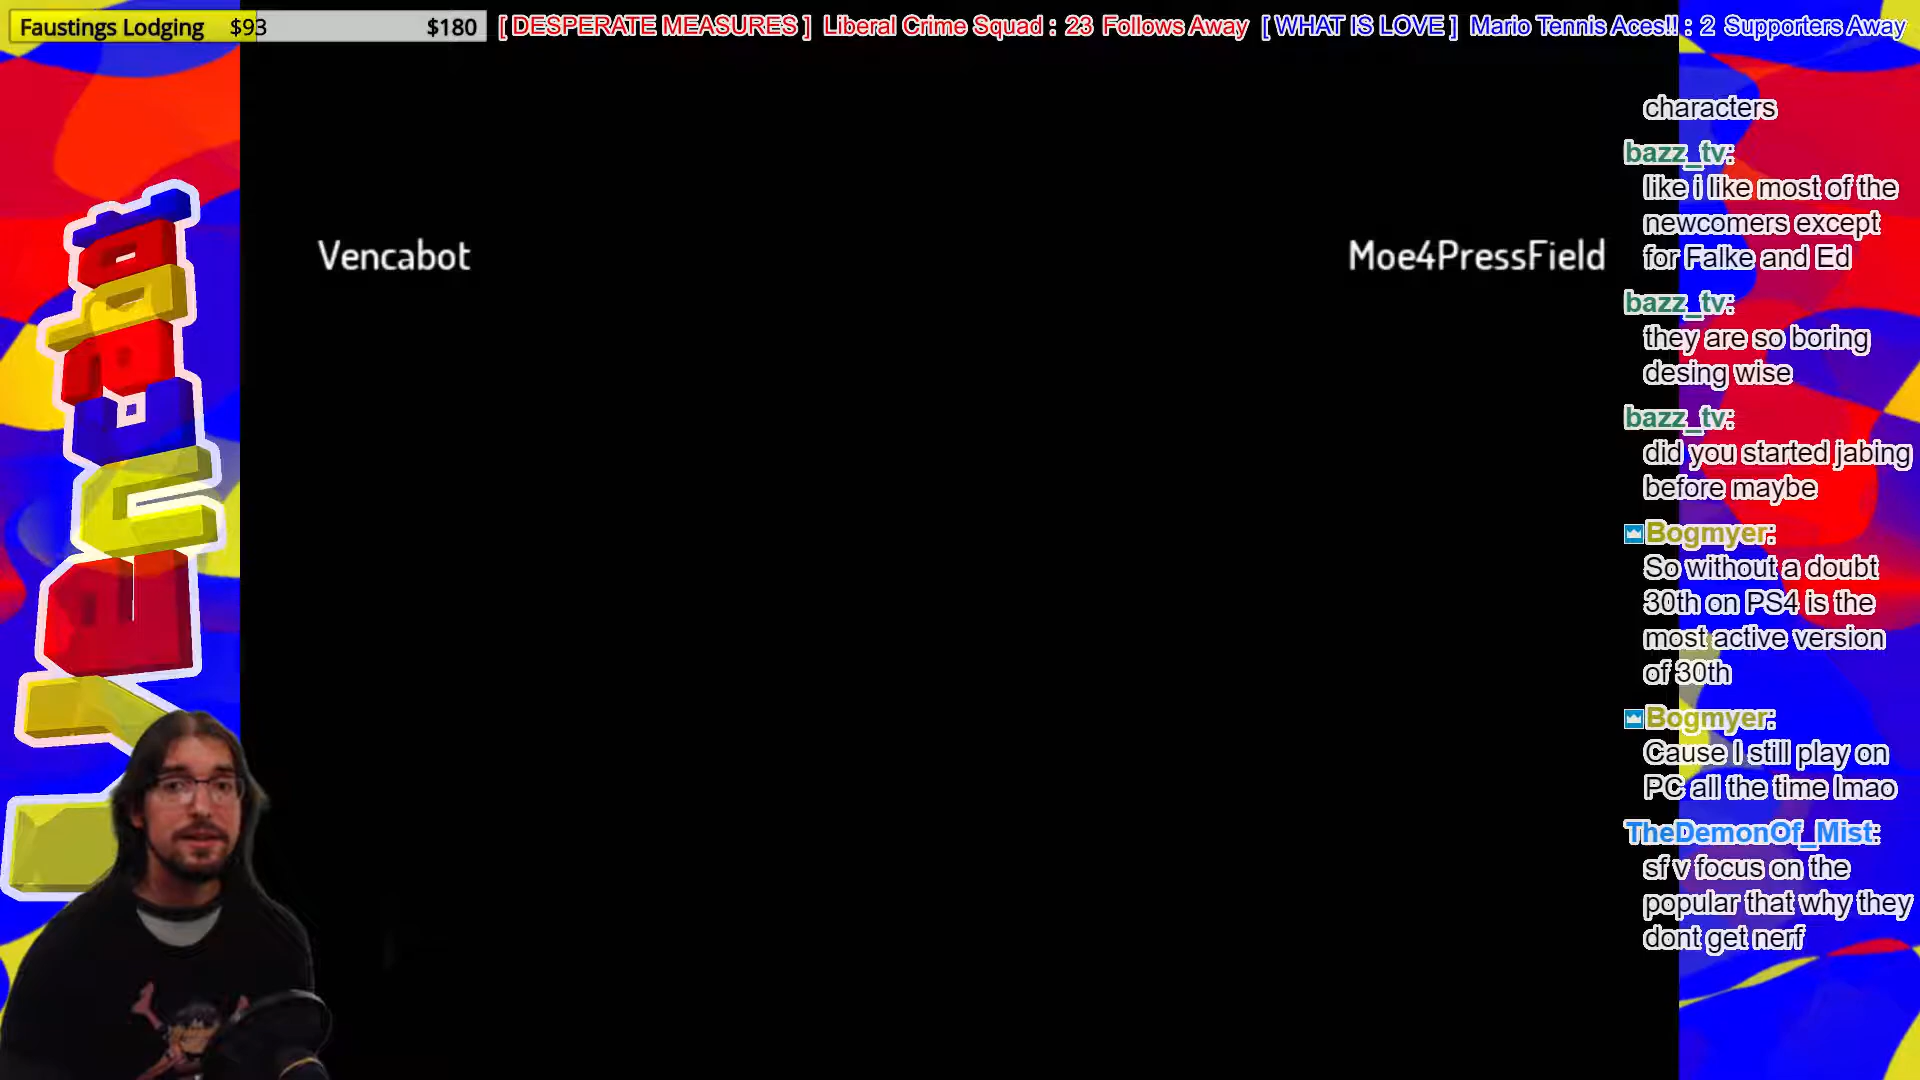 Faustings Lodging $93 $180 [ DESPERATE MEASURES ] Liberal Crime Squad : 23 Follows Away [ WHAT IS LOVE ] Mario Tennis Aces!! : 2 Supporters Away
Vencabot
Vencabot Moe4PressField
characters
bazz_tv:
like i like most of the
newcomers except
for Falke and Ed
bazz_tv:
they are so boring
desing wise
bazz_tv:
did you started jabing
before maybe
Bogmyer:
So without a doubt
30th on PS4 is the
most active version
of 30th
Bogmyer:
Cause I still play on
PC all the time lmao
TheDemonOf_Mist:
sf v focus on the
popular that why they
dont get nerf